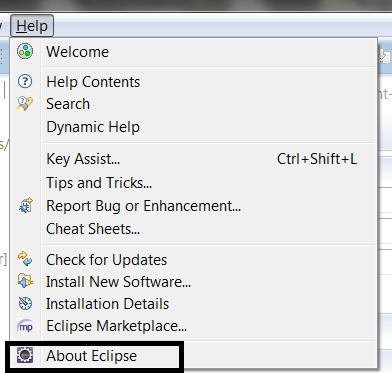 Help
Welcome
Help Contents
Search
Dynamic Help
Key Assist... Ctrl+Shift+L
Tips and Tricks...
Report Bug or Enhancement...
Cheat Sheets...
Check for Updates
Install New Software...
Installation Details
mp Eclipse Marketplace...
About Eclipse